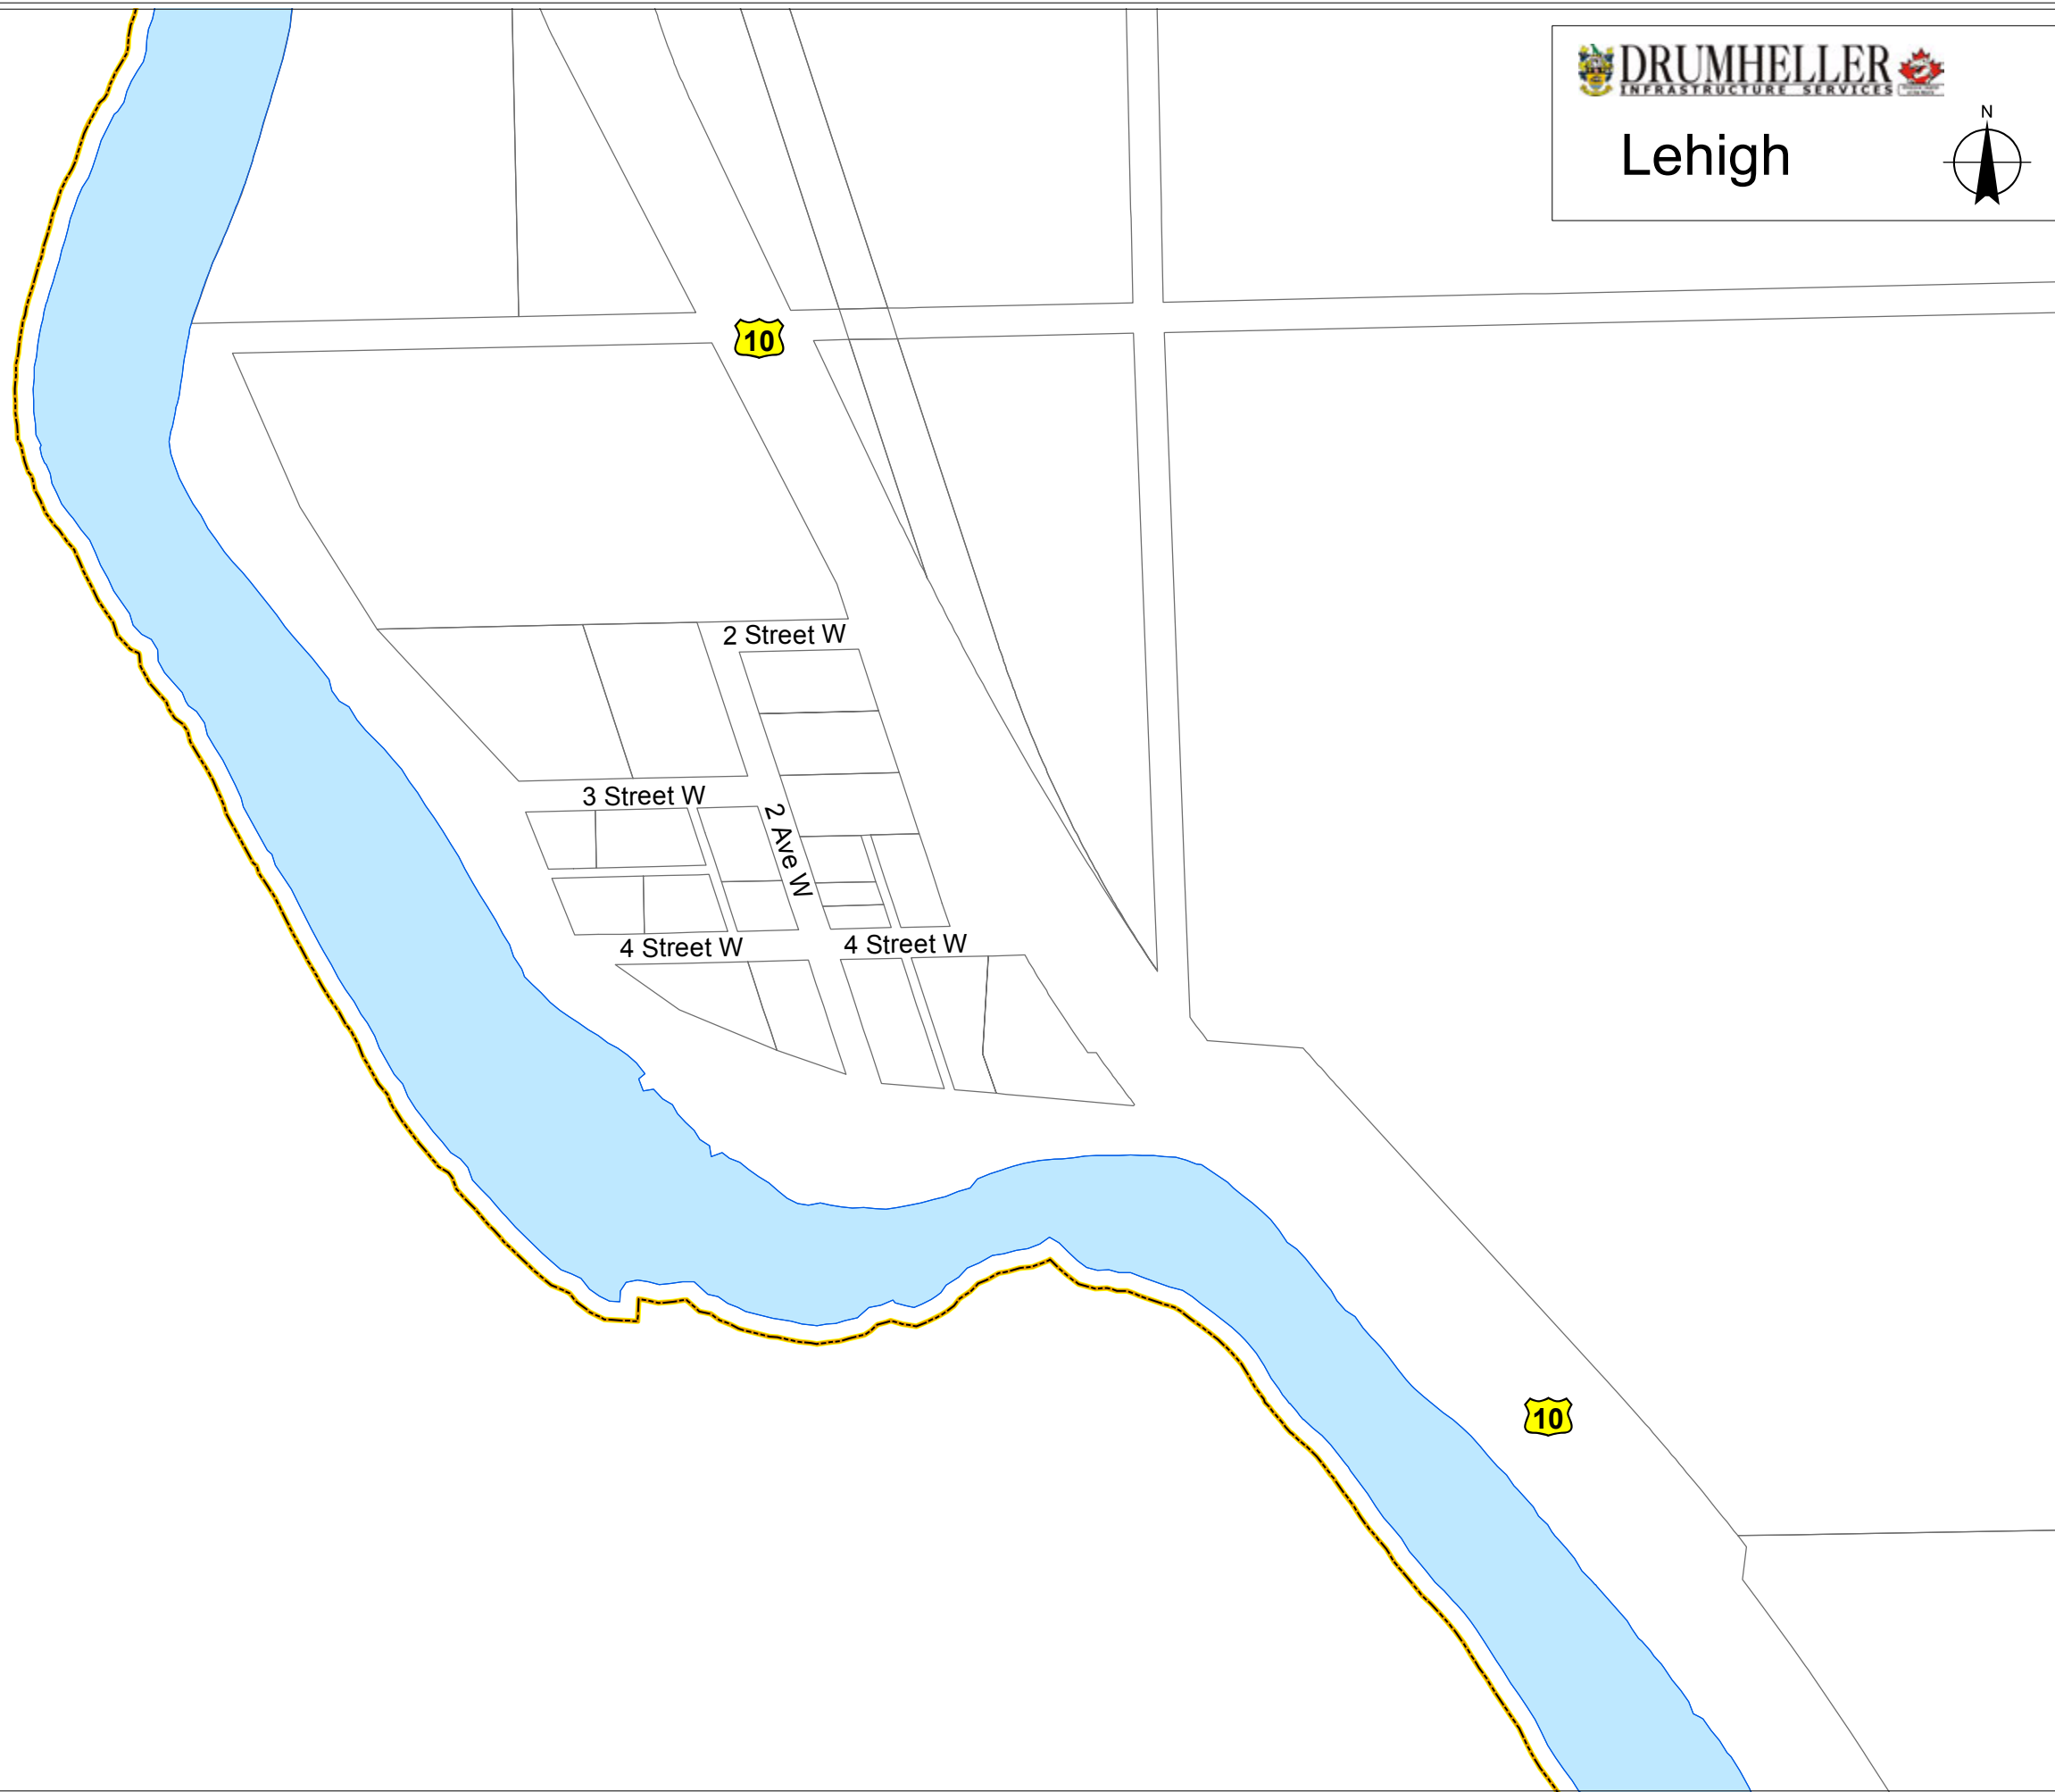 DRUMHELLER
INFRASTRUCTURE SERVICES
Lehigh
N
10
2 Street W
3 Street W
2 Ave W
4 Street W
4 Street W
10